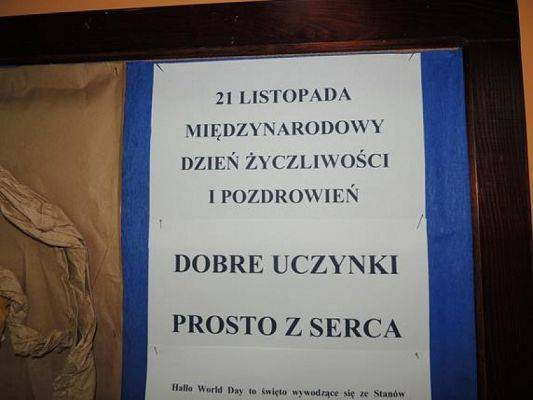 21 LISTOPADA
MIĘDZYNARODOWY
DZIEŃ ŻYCZLIWOŚCI
I POZDROWIEŃ
DOBRE UCZYNKI
PROSTO Z SERCA
Hallo World Day to święto wywodzące się ze Stanów